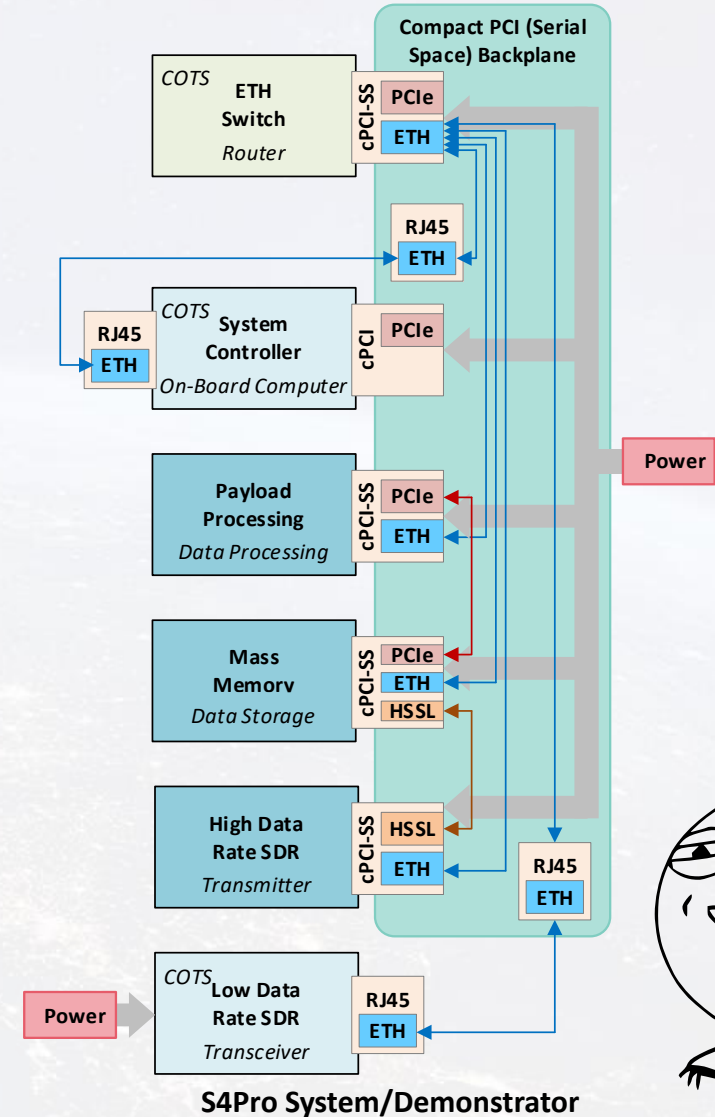 Compact PCI (Serial
Space) Backplane
COTS
ETH
Switch
Router
cPCI-SS
PCIe
ETH
RJ45
ETH
RJ45
ETH
COTS
System
Controller
On-Board Computer
cPCI
PCIe
Power
Payload
Processing
Data Processing
cPCI-SS
PCIe
ETH
Mass
Memory
Data Storage
cPCI-SS
PCIe
ETH
HSSL
High Data
Rate SDR
Transmitter
cPCI-SS
HSSL
ETH
RJ45
ETH
Power
COTS
Low Data
Rate SDR
Transceiver
RJ45
ETH
S4Pro System/Demonstrator